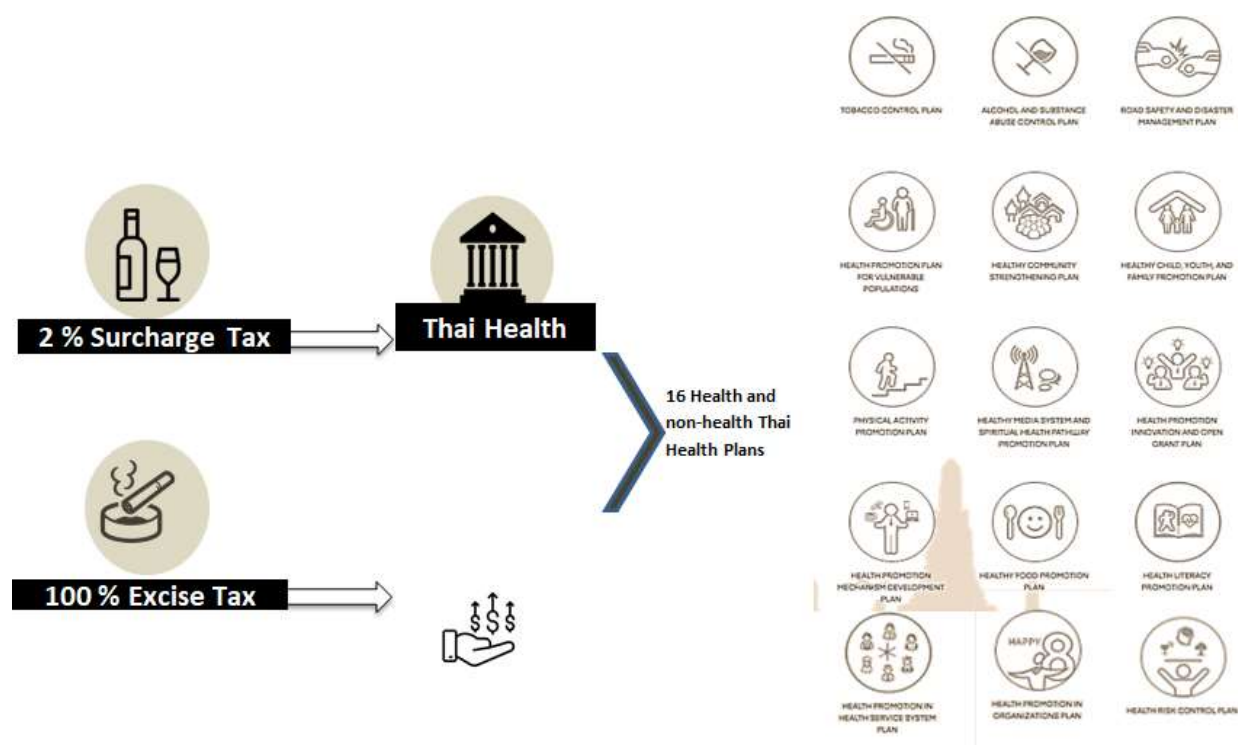 2 % Surcharge Tax
Thai Health
100 % Excise Tax
$ $ $
16 Health and
non-health Thai
Health Plans
TOBACCO CONTROL PLAN
ALCOHOL AND SUBSTANCE
ABUSE CONTROL PLAN
ROAD SAFETY AND DISASTER
MANAGEMENT PLAN
HEALTH PROMOTION PLAN
FOR VULNERABLE
POPULATIONS
HEALTHY COMMUNITY
STRENGTHENING PLAN
HEALTHY CHILD, YOUTH, AND
FAMILY PROMOTION PLAN
PHYSICAL ACTIVITY
PROMOTION PLAN
HEALTHY MEDIA SYSTEM AND
SPIRITUAL HEALTH PATHWAY
PROMOTION PLAN
HEALTH PROMOTION
INNOVATION AND OPEN
GRANT PLAN
HEALTH PROMOTION
MECHANISM DEVELOPMENT
PLAN
HEALTHY FOOD PROMOTION
PLAN
HEALTH LITERACY
PROMOTION PLAN
HEALTH PROMOTION IN
HEALTH SERVICE SYSTEM
PLAN
HAPPY 8
HEALTH PROMOTION IN
ORGANIZATIONS PLAN
HEALTH RISK CONTROL PLAN